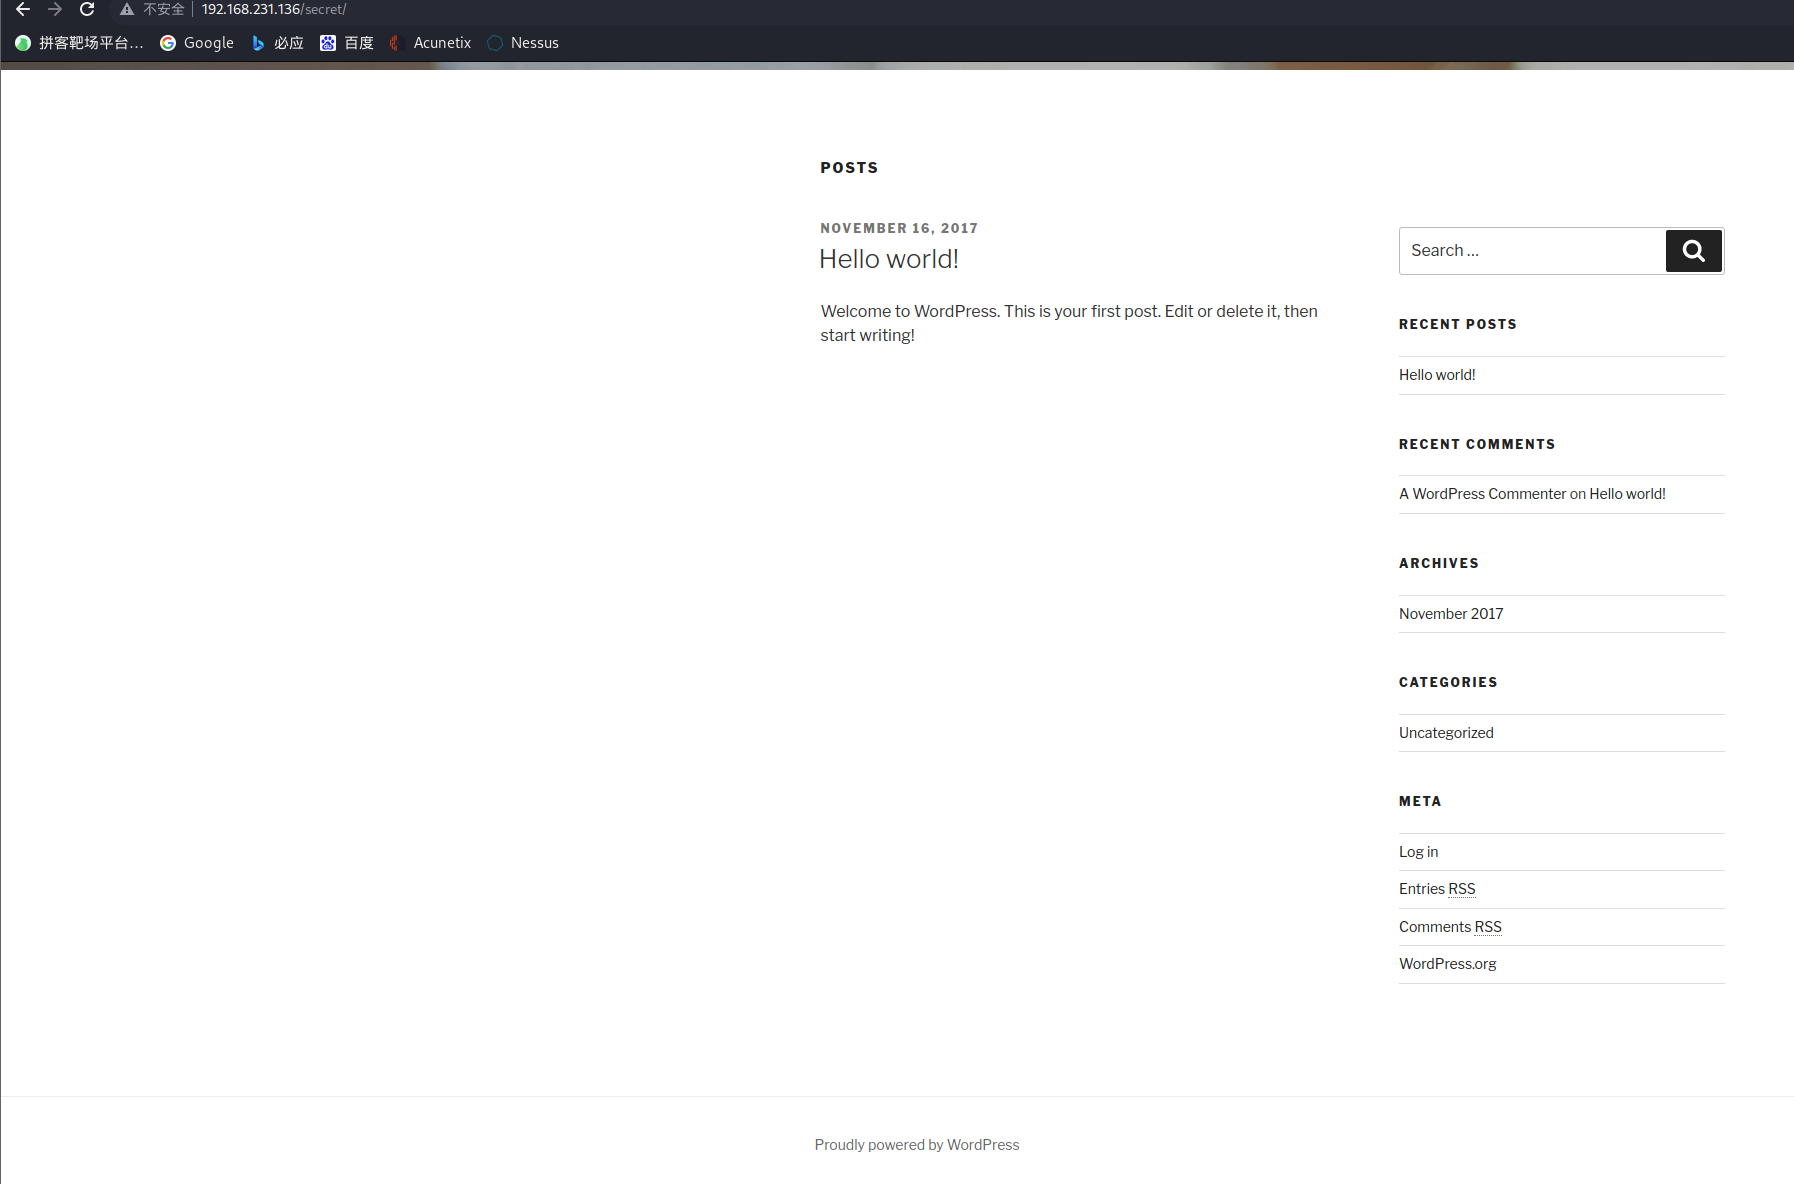 不安全 192.168.231.136/secret/
拼客靶场平台... Google 必应 百度 Acunetix Nessus
POSTS
NOVEMBER 16, 2017
Hello world!
Welcome to WordPress. This is your first post. Edit or delete it, then
start writing!
Search …
RECENT POSTS
Hello world!
RECENT COMMENTS
A WordPress Commenter on Hello world!
ARCHIVES
November 2017
CATEGORIES
Uncategorized
META
Log in
Entries RSS
Comments RSS
WordPress.org
Proudly powered by WordPress